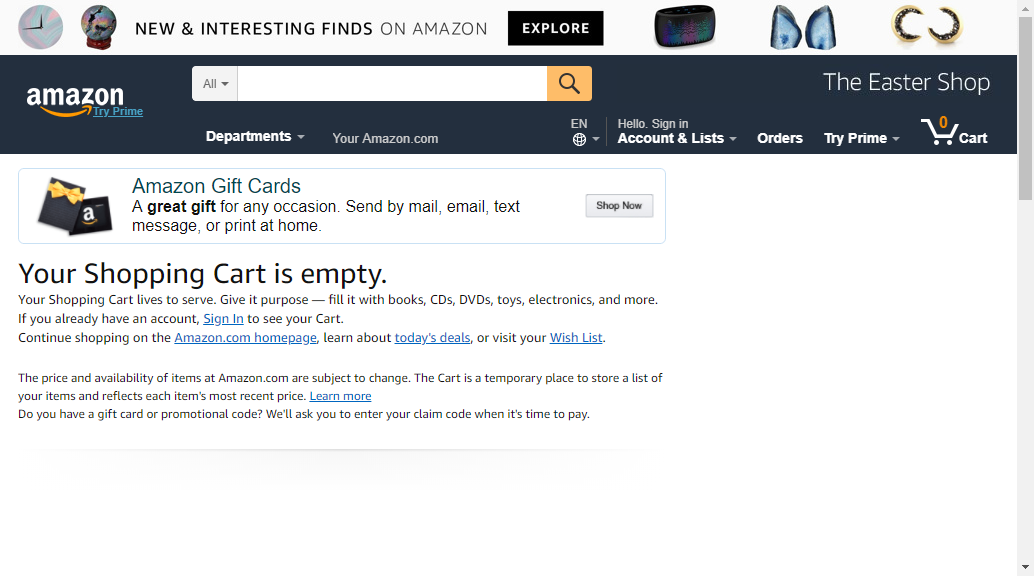 NEW & INTERESTING FINDS ON AMAZON EXPLORE
All
The Easter Shop
amazon
Try Prime
Departments
Your Amazon.com
EN
Hello. Sign in
Account & Lists
Orders
Try Prime
0
Cart
Amazon Gift Cards
A great gift for any occasion. Send by mail, email, text
message, or print at home.
Shop Now
a
Your Shopping Cart is empty.
Your Shopping Cart lives to serve. Give it purpose — fill it with books, CDs, DVDs, toys, electronics, and more.
If you already have an account, Sign In to see your Cart.
Continue shopping on the Amazon.com homepage, learn about today's deals, or visit your Wish List.
The price and availability of items at Amazon.com are subject to change. The Cart is a temporary place to store a list of
your items and reflects each item's most recent price. Learn more
Do you have a gift card or promotional code? We'll ask you to enter your claim code when it's time to pay.